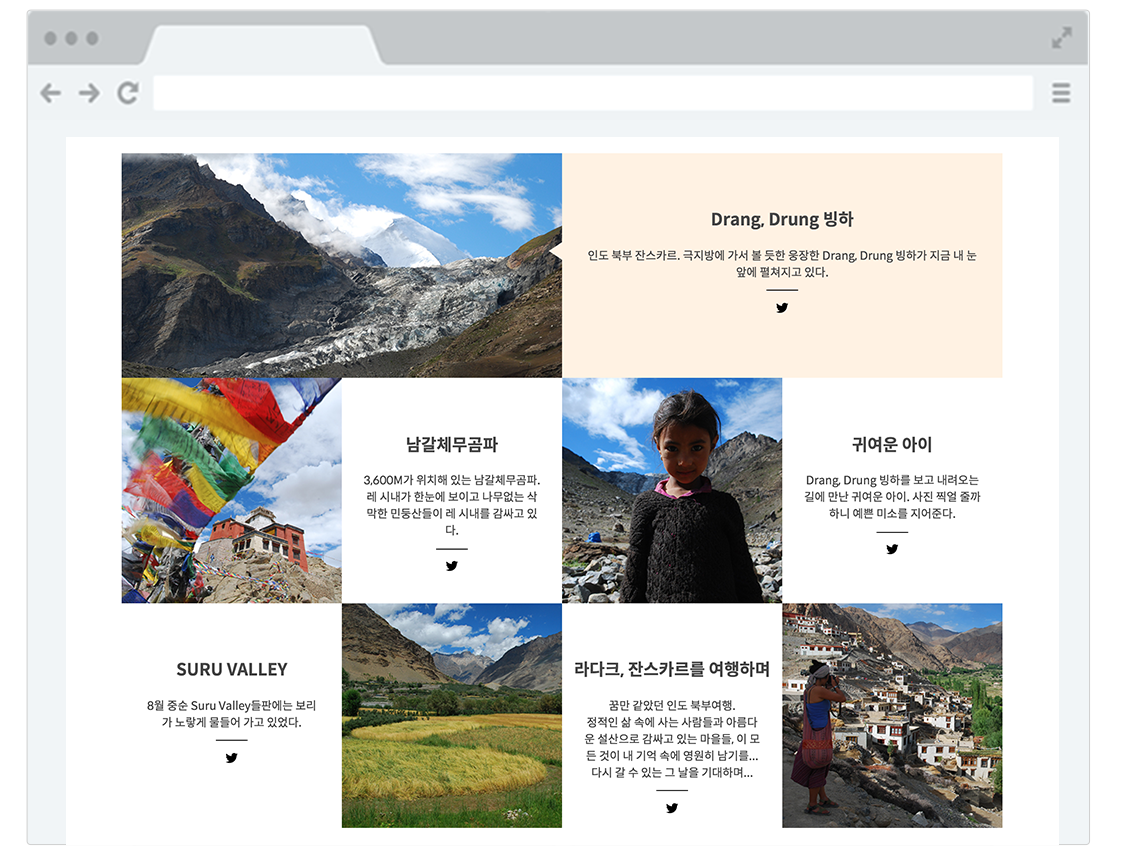 Drang, Drung 빙하
인도 북부 잔스카르. 극지방에 가서 볼 듯한 웅장한 Drang, Drung 빙하가 지금 내 눈
앞에 펼쳐지고 있다.
남갈체무곰파
3,600M가 위치해 있는 남갈체무곰파.
레 시내가 한눈에 보이고 나무없는 삭
막한 민둥산들이 레 시내를 감싸고 있
다.
귀여운 아이
Drang, Drung 빙하를 보고 내려오는
길에 만난 귀여운 아이. 사진 찍얼 줄까
하니 예쁜 미소를 지어준다.
SURU VALLEY
8월 중순 Suru Valley들판에는 보리
가 노랗게 물들어 가고 있었다.
라다크, 잔스카르를 여행하며
꿈만 같았던 인도 북부여행.
정적인 삶 속에 사는 사람들과 아름다
운 설산으로 감싸고 있는 마을들, 이 모
든 것이 내 기억 속에 영원히 남기를...
다시 갈 수 있는 그 날을 기대하며...